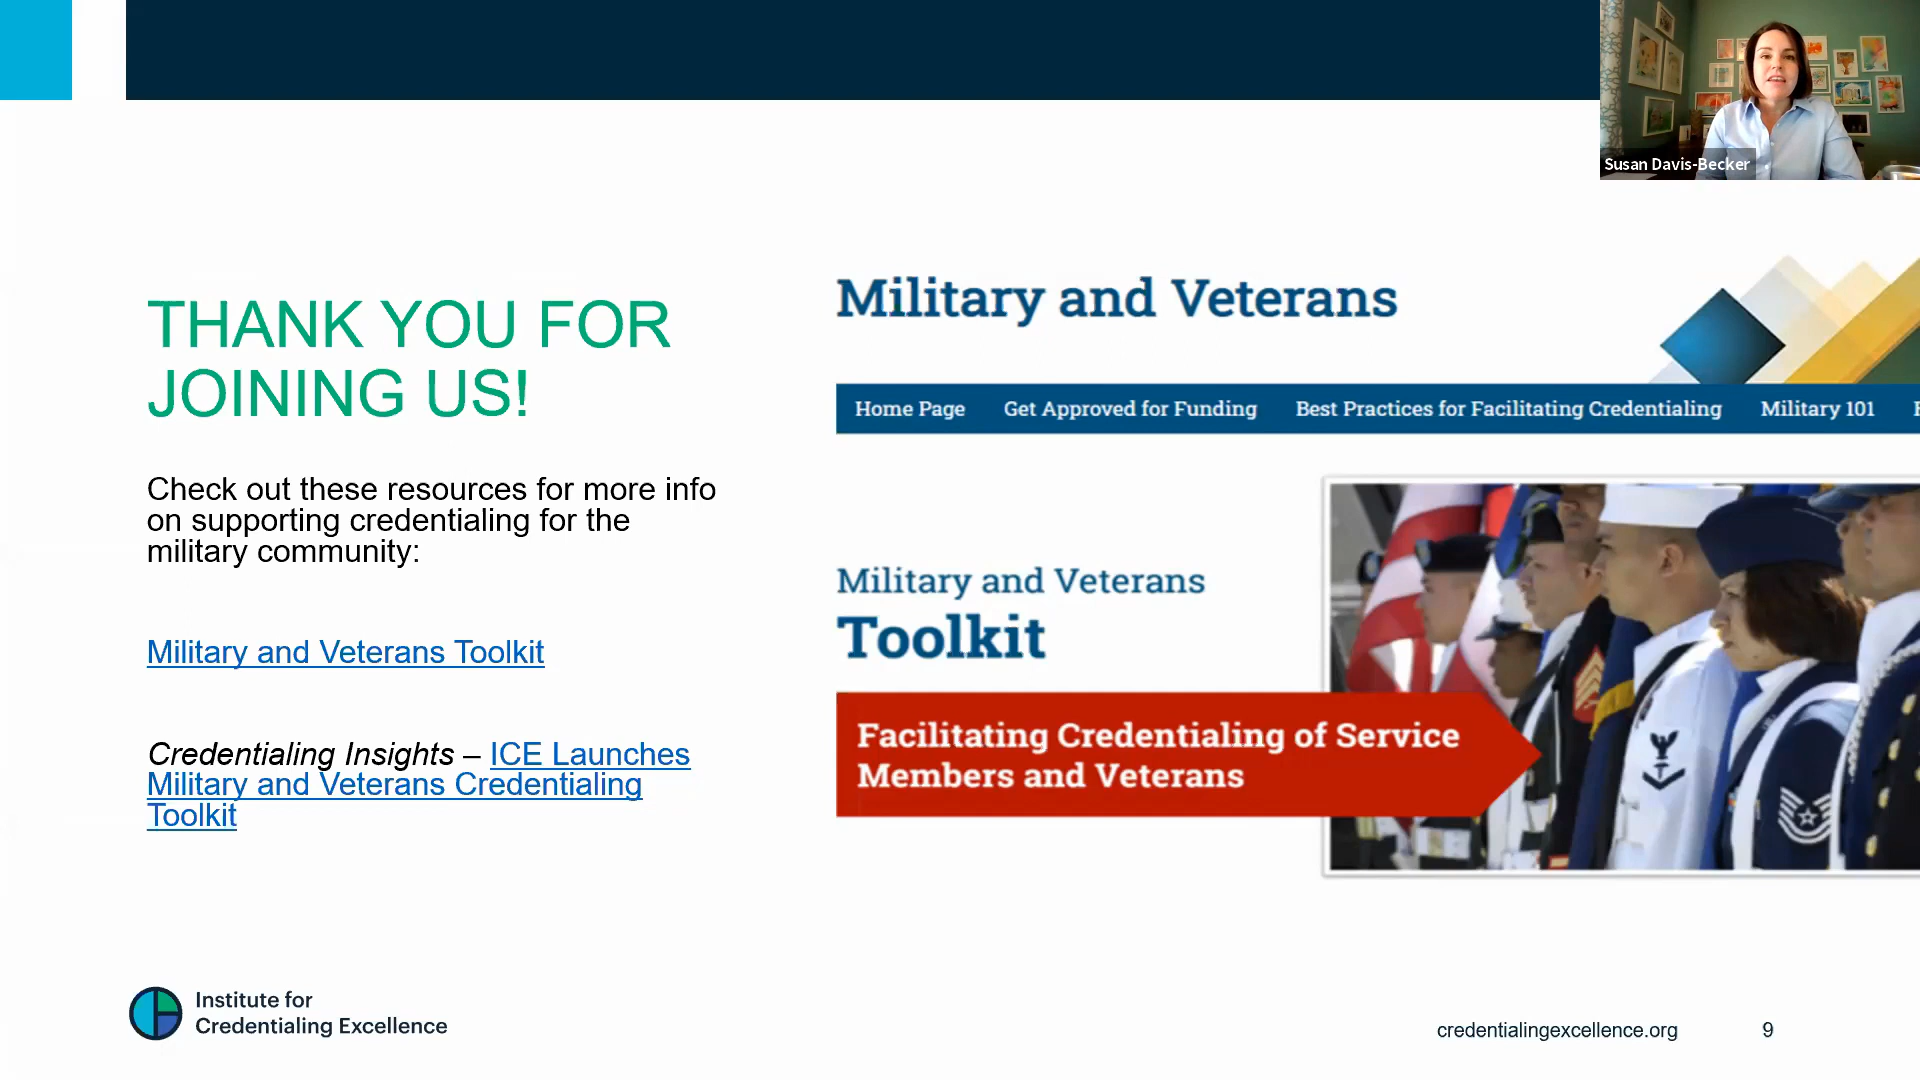 Susan Davis-Becker
THANK YOU FOR
JOINING US!
Check out these resources for more info
on supporting credentialing for the
military community:
Military and Veterans Toolkit
Credentialing Insights – ICE Launches
Military and Veterans Credentialing
Toolkit
Military and Veterans
Home Page Get Approved for Funding Best Practices for Facilitating Credentialing Military 101
Military and Veterans
Toolkit
Facilitating Credentialing of Service
Members and Veterans
Institute for
Credentialing Excellence
credentialingexcellence.org 9